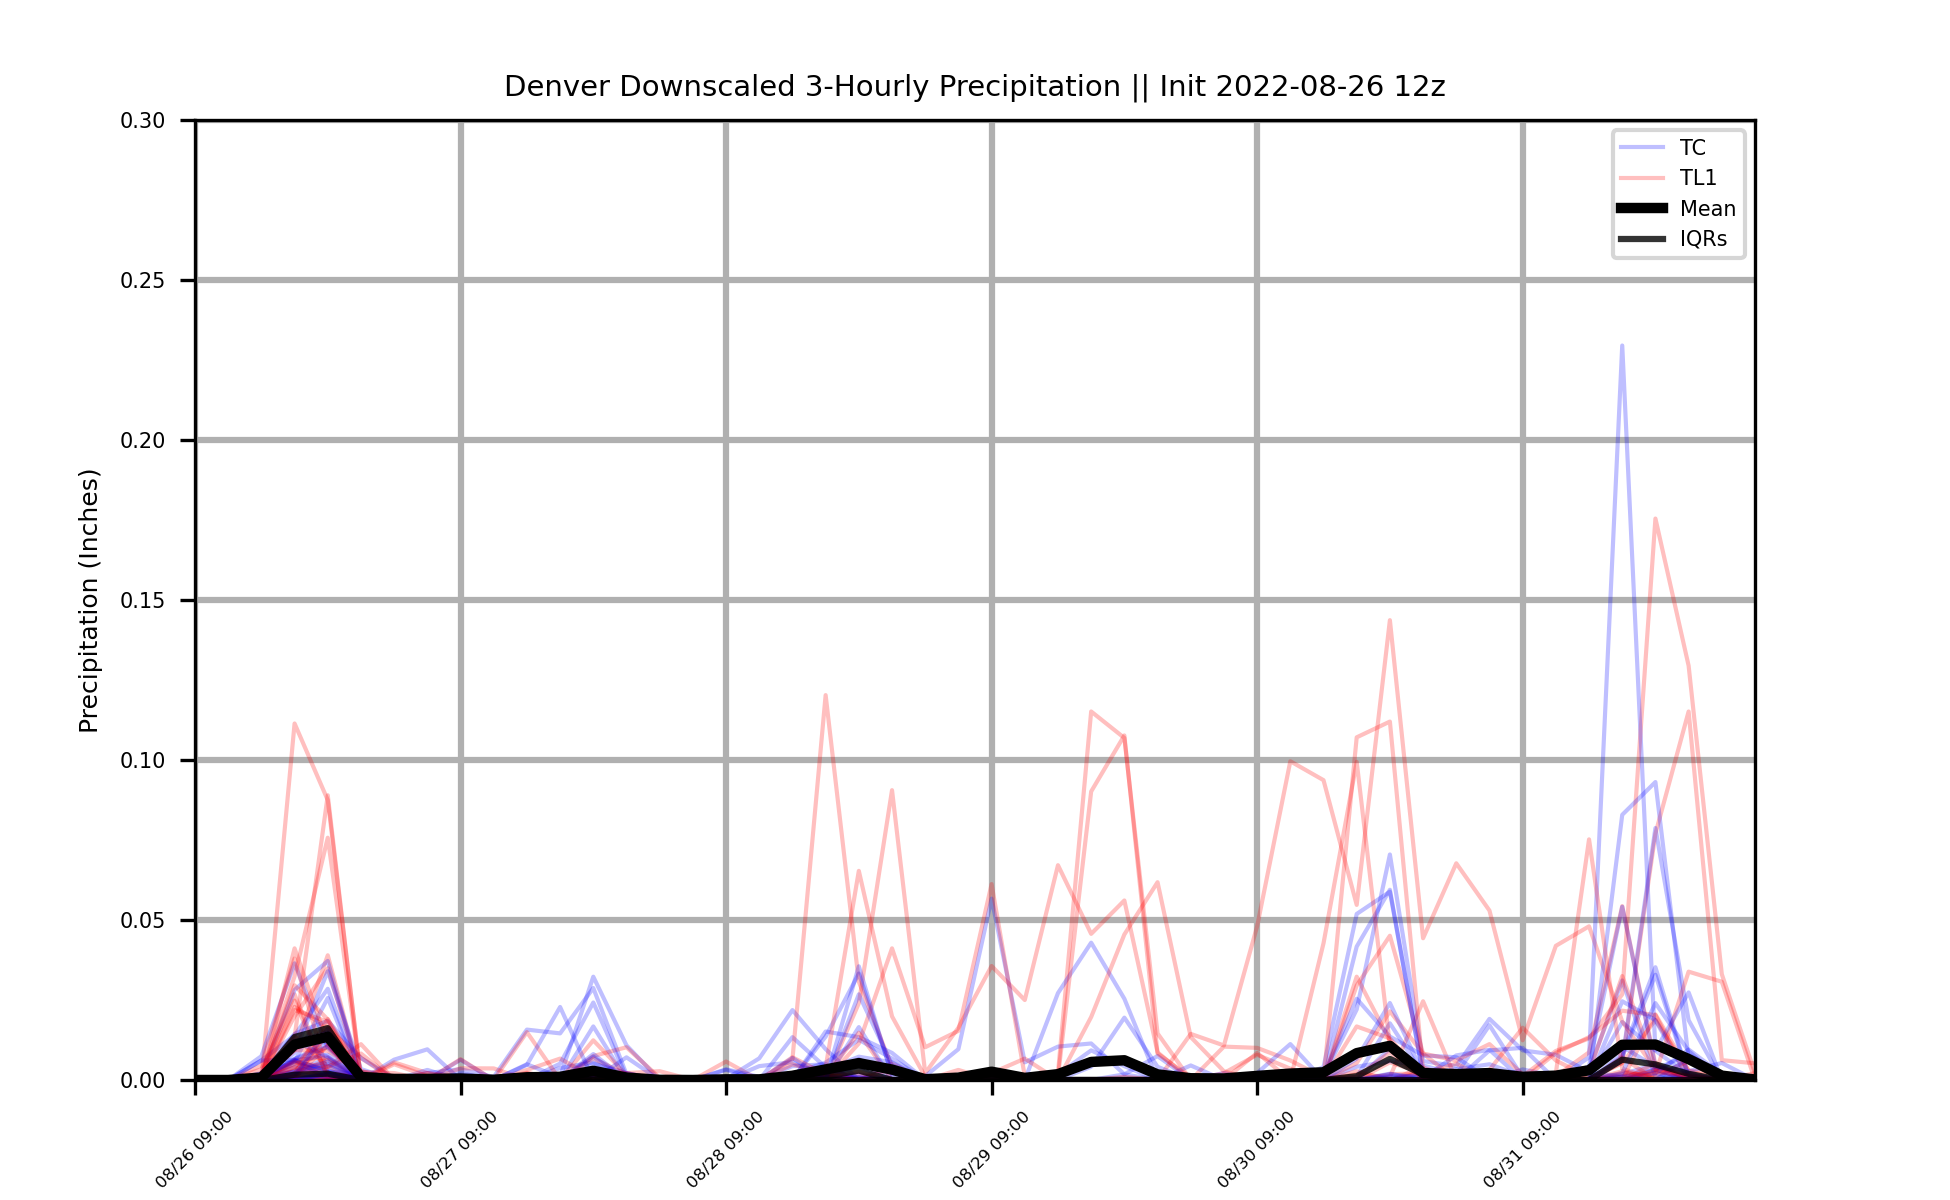 Denver Downscaled 3-Hourly Precipitation || Init 2022-08-26 12z
0.30
0.25
0.20
0.15
0.10
0.05
0.00
Precipitation (Inches)
TC
TL1
Mean
IQRs
08/26 09:00
08/27 09:00
08/28 09:00
08/29 09:00
08/30 09:00
08/31 09:00